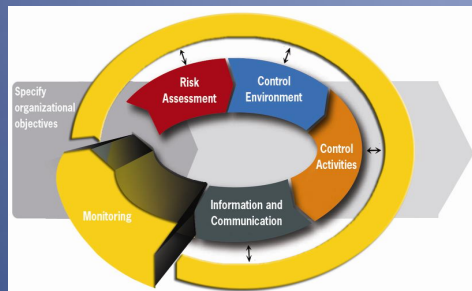 Specify
organizational
objectives
Risk
Assessment
Control
Environment
Control
Activities
Information and
Communication
Monitoring